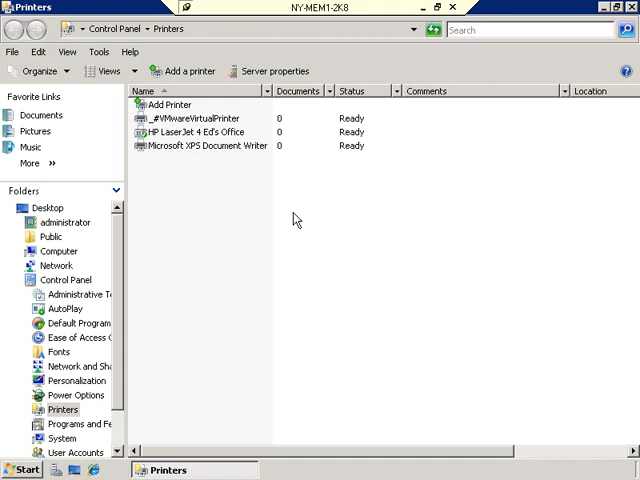 Printers
NY-MEM1-2K8
Control Panel
Printers
Search
File
Edit
View
Tools
Help
Organize
Views
Add a printer
Server properties
Favorite Links
Documents
Pictures
Music
More
Folders
Desktop
administrator
Public
Computer
Network
Control Panel
Administrative T
AutoPlay
Default Program
Ease of Access C
Fonts
Network and Sha
Personalization
Power Options
Printers
Programs and Fe
System
User Accounts
Name Documents Status Comments Location
Add Printer
_#VMwareVirtualPrinter 0 Ready
HP LaserJet 4 Ed's Office 0 Ready
Microsoft XPS Document Writer 0 Ready
Start
Printers